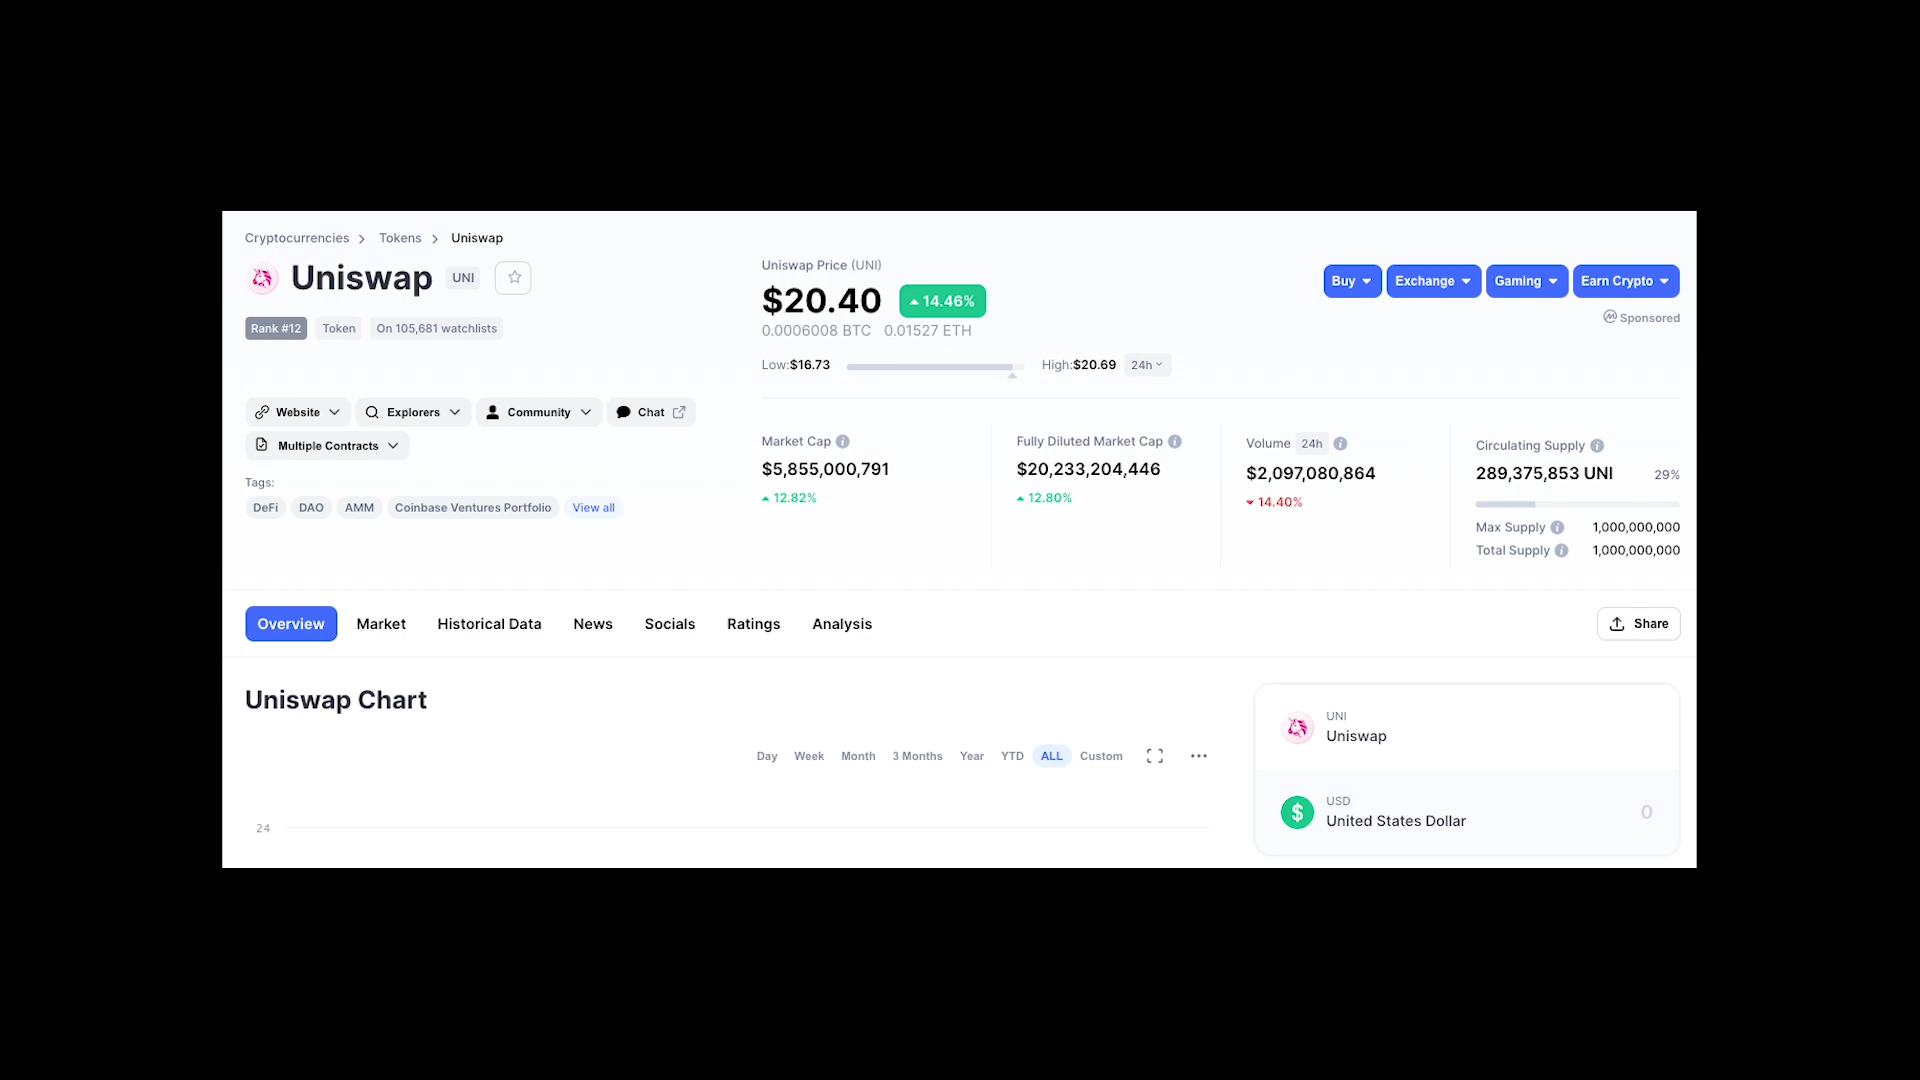 Cryptocurrencies > Tokens > Uniswap
Uniswap UNI
Rank #12 Token On 105,681 watchlists
Website Explorers Community Chat
Multiple Contracts
Tags:
DeFi DAO AMM Coinbase Ventures Portfolio View all
Uniswap Price (UNI)
$20.40 14.46%
0.0006008 BTC 0.01527 ETH
Low:$16.73 High:$20.69 24h
Buy Exchange Gaming Earn Crypto
Sponsored
Market Cap
$5,855,000,791
12.82%
Fully Diluted Market Cap
$20,233,204,446
12.80%
Volume 24h
$2,097,080,864
14.40%
Circulating Supply
289,375,853 UNI 29%
Max Supply 1,000,000,000
Total Supply 1,000,000,000
Overview Market Historical Data News Socials Ratings Analysis Share
Uniswap Chart
Day Week Month 3 Months Year YTD ALL Custom
24
UNI
Uniswap
USD
United States Dollar 0